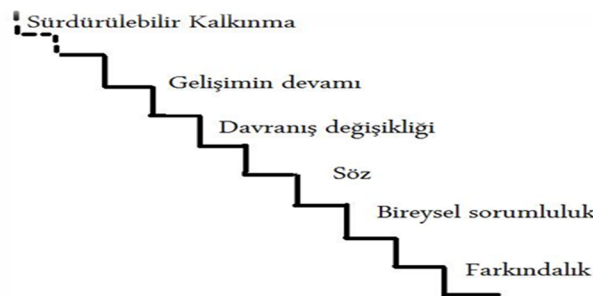 Sürdürülebilir Kalkınma
Gelişimin devamı
Davranış değişikliği
Söz
Bireysel sorumluluk
Farkındalık